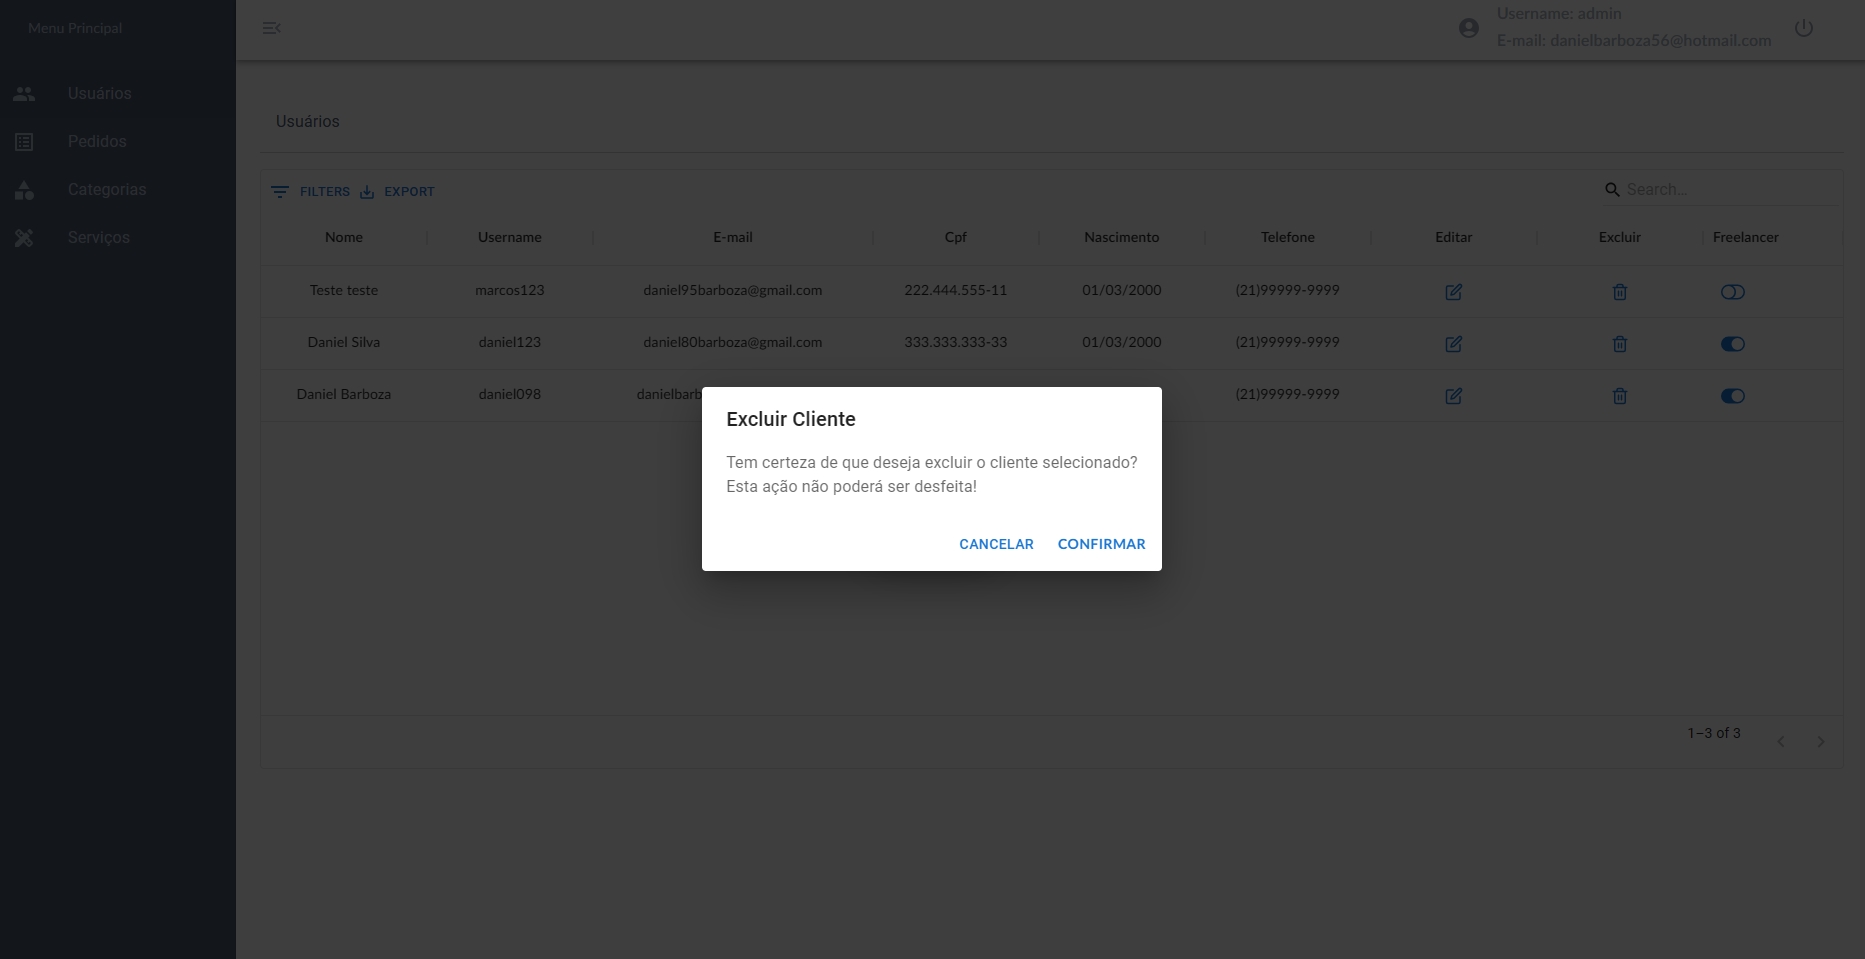 Menu Principal
Username: admin
E-mail: danielbarboza56@hotmail.com
Usuários
Pedidos
Categorias
Serviços
Usuários
FILTERS EXPORT Search...
Nome Username E-mail Cpf Nascimento Telefone Editar Excluir Freelancer
Teste teste marcos123 daniel95barboza@gmail.com 222.444.555-11 01/03/2000 (21)99999-9999
Daniel Silva daniel123 daniel80barboza@gmail.com 333.333.333-33 01/03/2000 (21)99999-9999
Daniel Barboza daniel098 danielbarb (21)99999-9999
Excluir Cliente
Tem certeza de que deseja excluir o cliente selecionado?
Esta ação não poderá ser desfeita!
CANCELAR CONFIRMAR
1–3 of 3